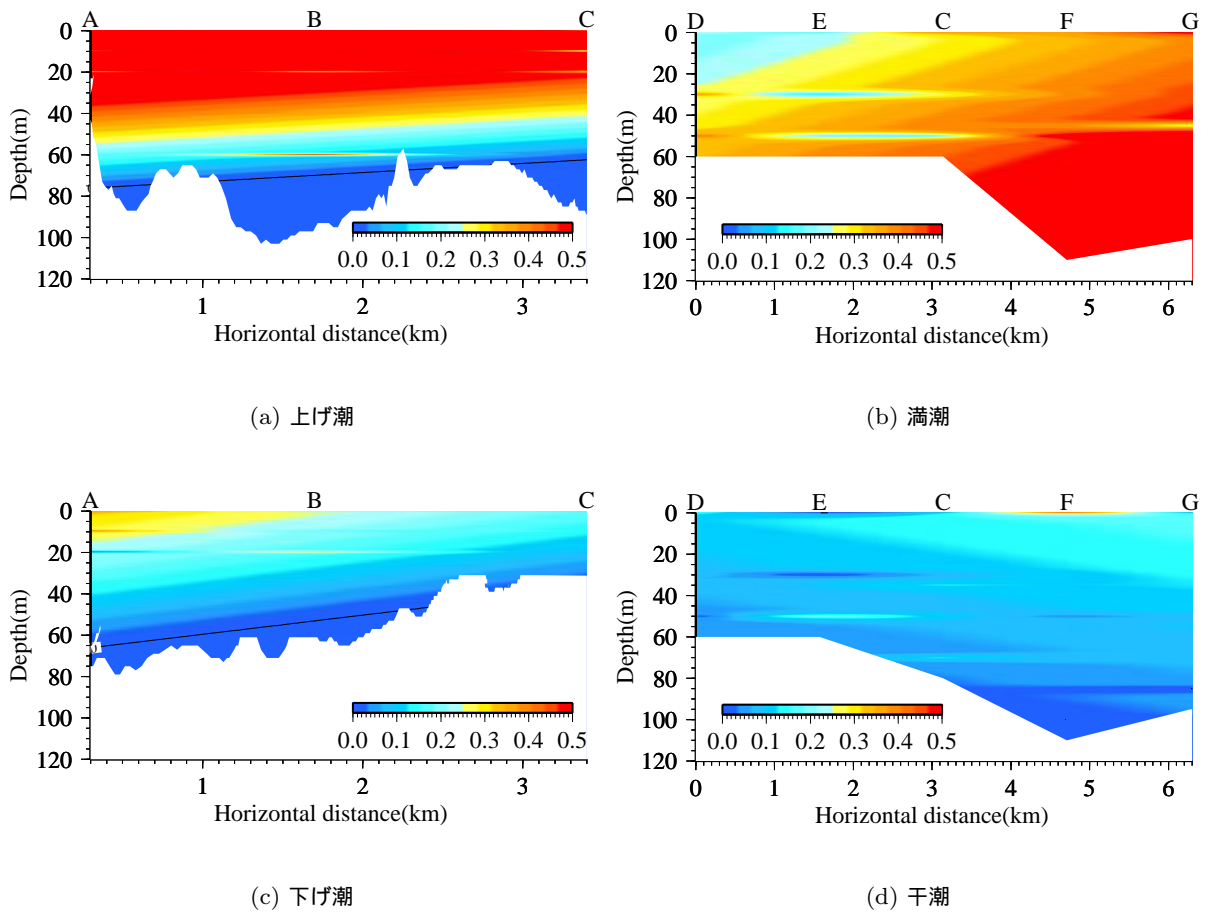 A B C
0
20
40
60
80
100
120
Depth(m)
0.0 0.1 0.2 0.3 0.4 0.5
1 2 3
Horizontal distance(km)
(a) 上げ潮
D E C F G
0
20
40
60
80
100
120
Depth(m)
0.0 0.1 0.2 0.3 0.4 0.5
0 1 2 3 4 5 6
Horizontal distance(km)
(b) 満潮
A B C
0
20
40
60
80
100
120
Depth(m)
0.0 0.1 0.2 0.3 0.4 0.5
1 2 3
Horizontal distance(km)
(c) 下げ潮
D E C F G
0
20
40
60
80
100
120
Depth(m)
0.0 0.1 0.2 0.3 0.4 0.5
0 1 2 3 4 5 6
Horizontal distance(km)
(d) 干潮